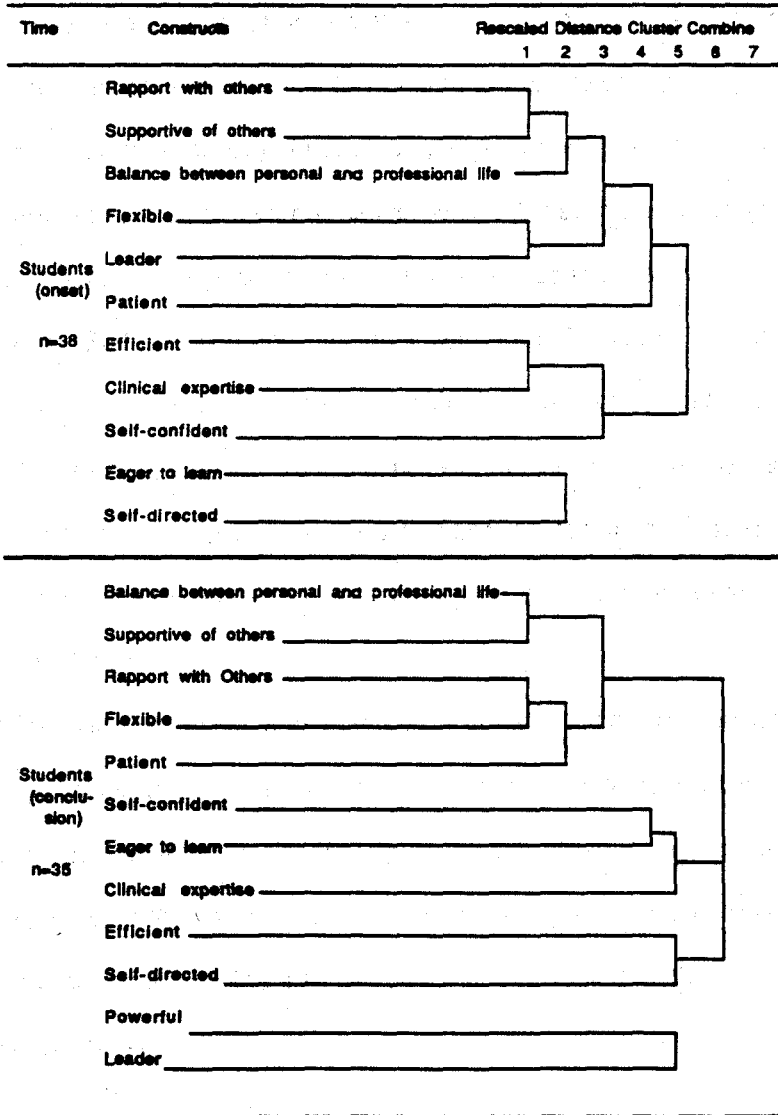 Time Constructs Rescaled Distance Cluster Combine
1 2 3 4 5 6 7
Rapport with others
Supportive of others
Balance between personal and professional life
Flexible
Leader
Students
(onset)
Patient
n=38
Efficient
Clinical expertise
Self-confident
Eager to learn
Self-directed
Balance between personal and professional life
Supportive of others
Rapport with Others
Flexible
Patient
Students
(conclu-
sion)
Self-confident
Eager to learn
n=35
Clinical expertise
Efficient
Self-directed
Powerful
Leader